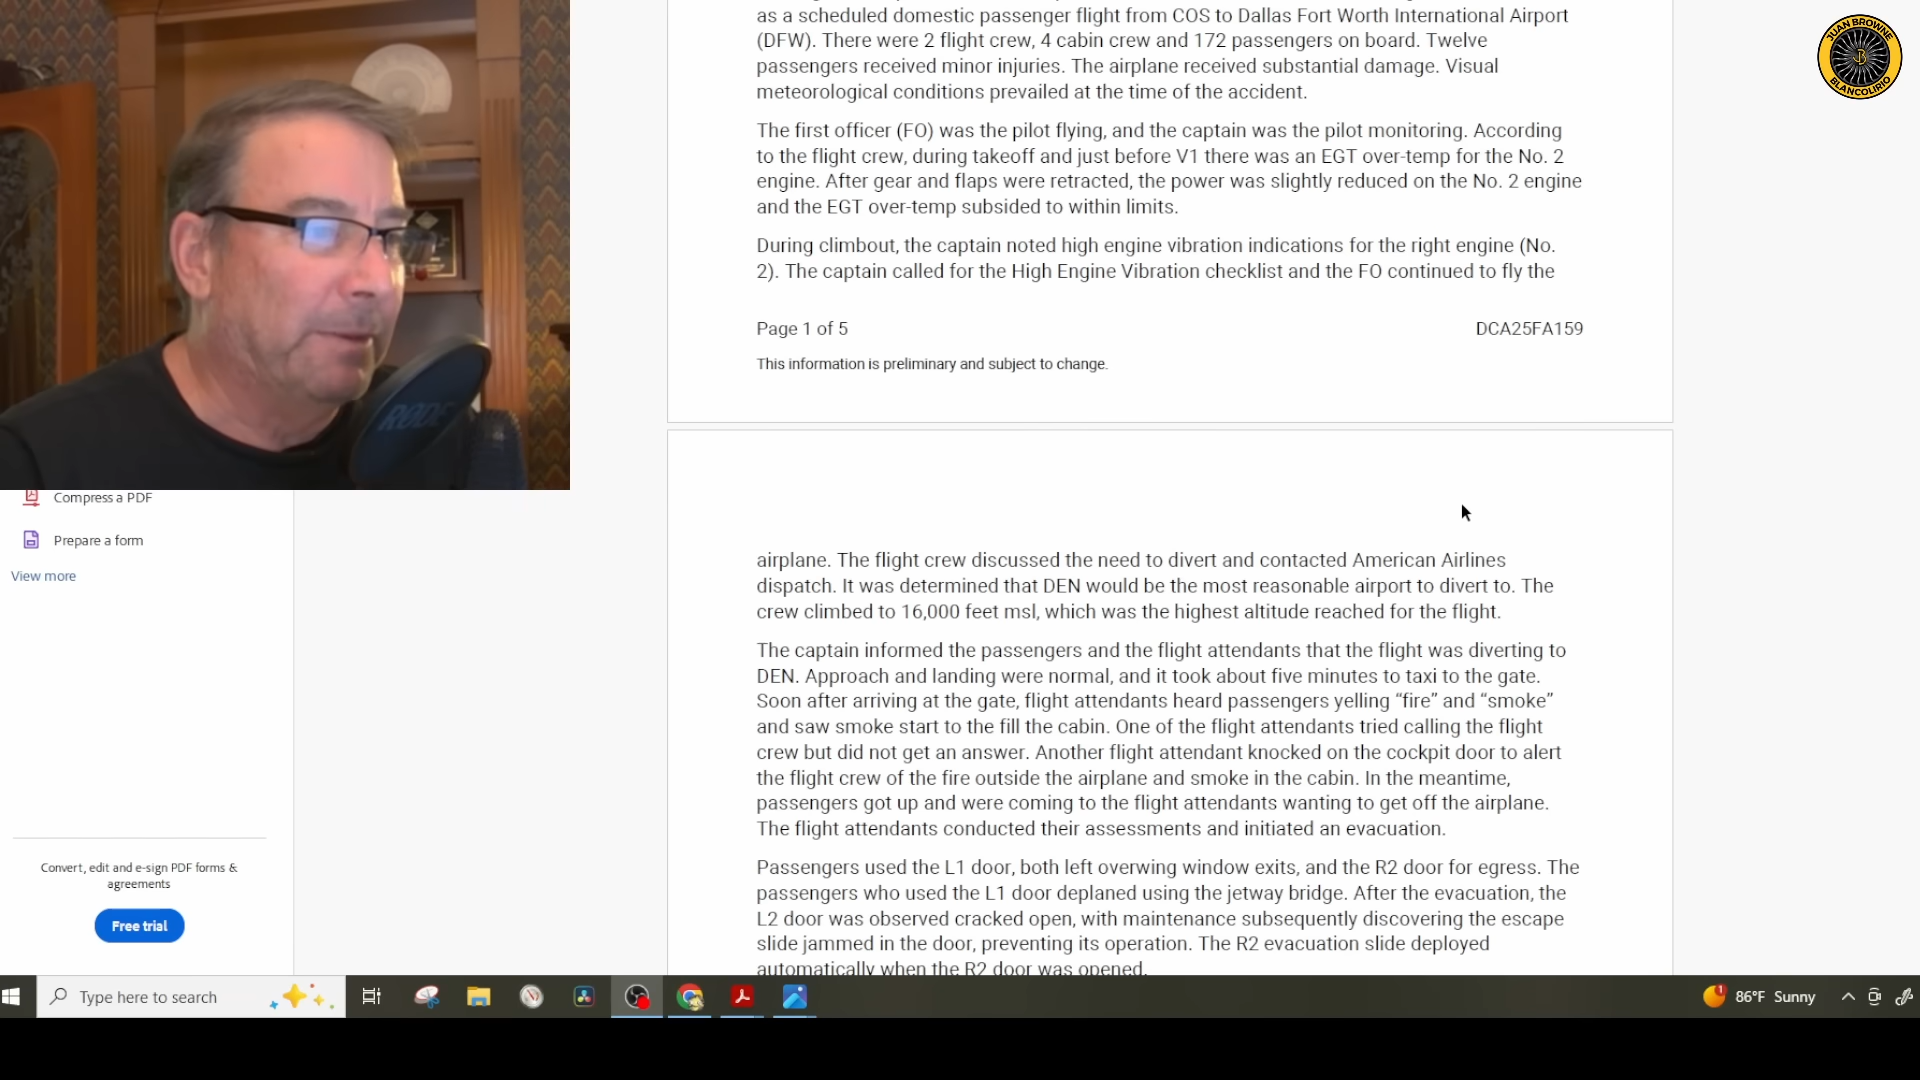 as a scheduled domestic passenger flight from COS to Dallas Fort Worth International Airport
(DFW). There were 2 flight crew, 4 cabin crew and 172 passengers on board. Twelve
passengers received minor injuries. The airplane received substantial damage. Visual
meteorological conditions prevailed at the time of the accident.
The first officer (FO) was the pilot flying, and the captain was the pilot monitoring. According
to the flight crew, during takeoff and just before V1 there was an EGT over-temp for the No. 2
engine. After gear and flaps were retracted, the power was slightly reduced on the No. 2 engine
and the EGT over-temp subsided to within limits.
During climbout, the captain noted high engine vibration indications for the right engine (No.
2). The captain called for the High Engine Vibration checklist and the FO continued to fly the
Page 1 of 5 DCA25FA159
This information is preliminary and subject to change.
airplane. The flight crew discussed the need to divert and contacted American Airlines
dispatch. It was determined that DEN would be the most reasonable airport to divert to. The
crew climbed to 16,000 feet msl, which was the highest altitude reached for the flight.
The captain informed the passengers and the flight attendants that the flight was diverting to
DEN. Approach and landing were normal, and it took about five minutes to taxi to the gate.
Soon after arriving at the gate, flight attendants heard passengers yelling “fire” and “smoke”
and saw smoke start to the fill the cabin. One of the flight attendants tried calling the flight
crew but did not get an answer. Another flight attendant knocked on the cockpit door to alert
the flight crew of the fire outside the airplane and smoke in the cabin. In the meantime,
passengers got up and were coming to the flight attendants wanting to get off the airplane.
The flight attendants conducted their assessments and initiated an evacuation.
Passengers used the L1 door, both left overwing window exits, and the R2 door for egress. The
passengers who used the L1 door deplaned using the jetway bridge. After the evacuation, the
L2 door was observed cracked open, with maintenance subsequently discovering the escape
slide jammed in the door, preventing its operation. The R2 evacuation slide deployed
automatically when the R2 door was opened.
JUAN BROWNE
JB
BLANCOLIRIO
RODE
Compress a PDF
Prepare a form
View more
Convert, edit and e-sign PDF forms &
agreements
Free trial
Type here to search
1
86°F Sunny